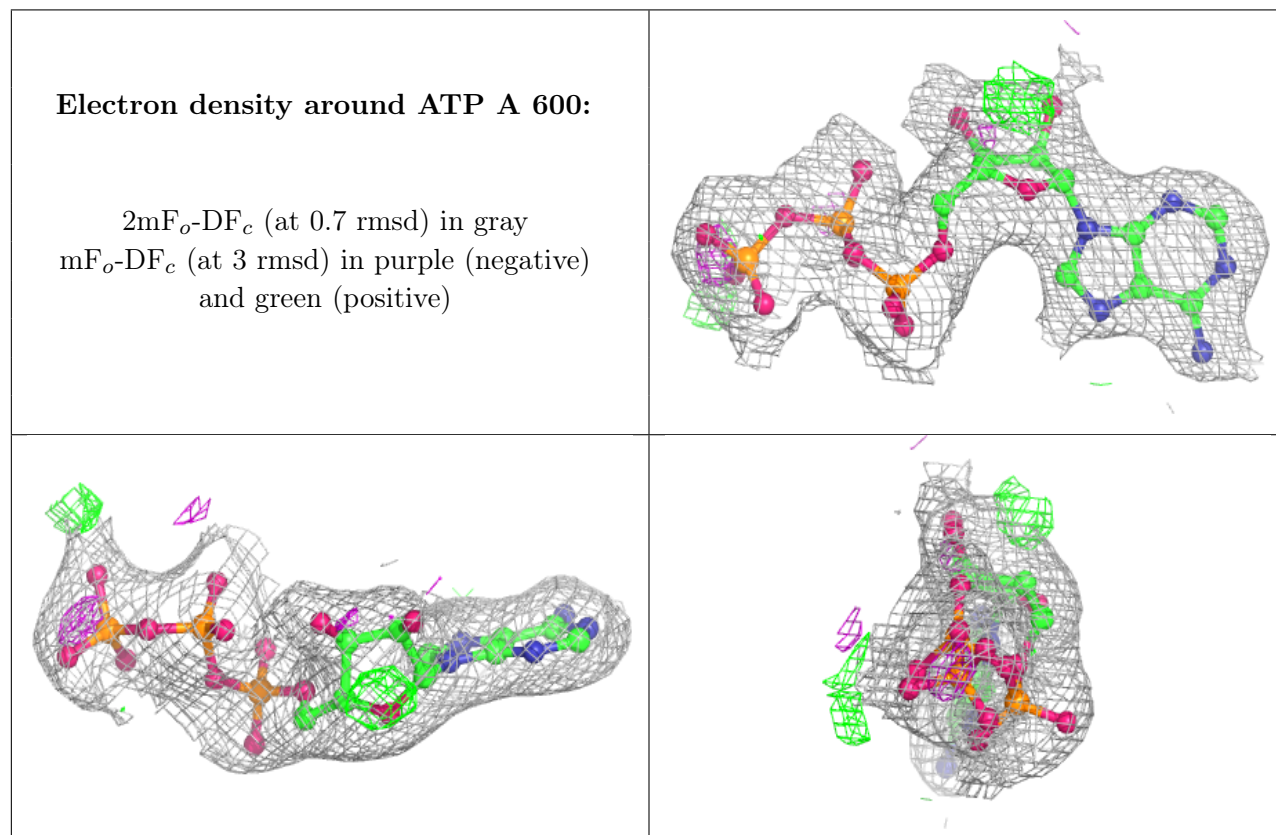 Electron density around ATP A 600:
2mFo-DFc (at 0.7 rmsd) in gray
mFo-DFc (at 3 rmsd) in purple (negative)
and green (positive)